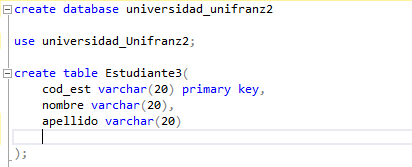 create database universidad_unifranz2
use universidad_Unifranz2;
create table Estudiante3(
cod_est varchar(20) primary key,
nombre varchar(20),
apellido varchar(20)
);